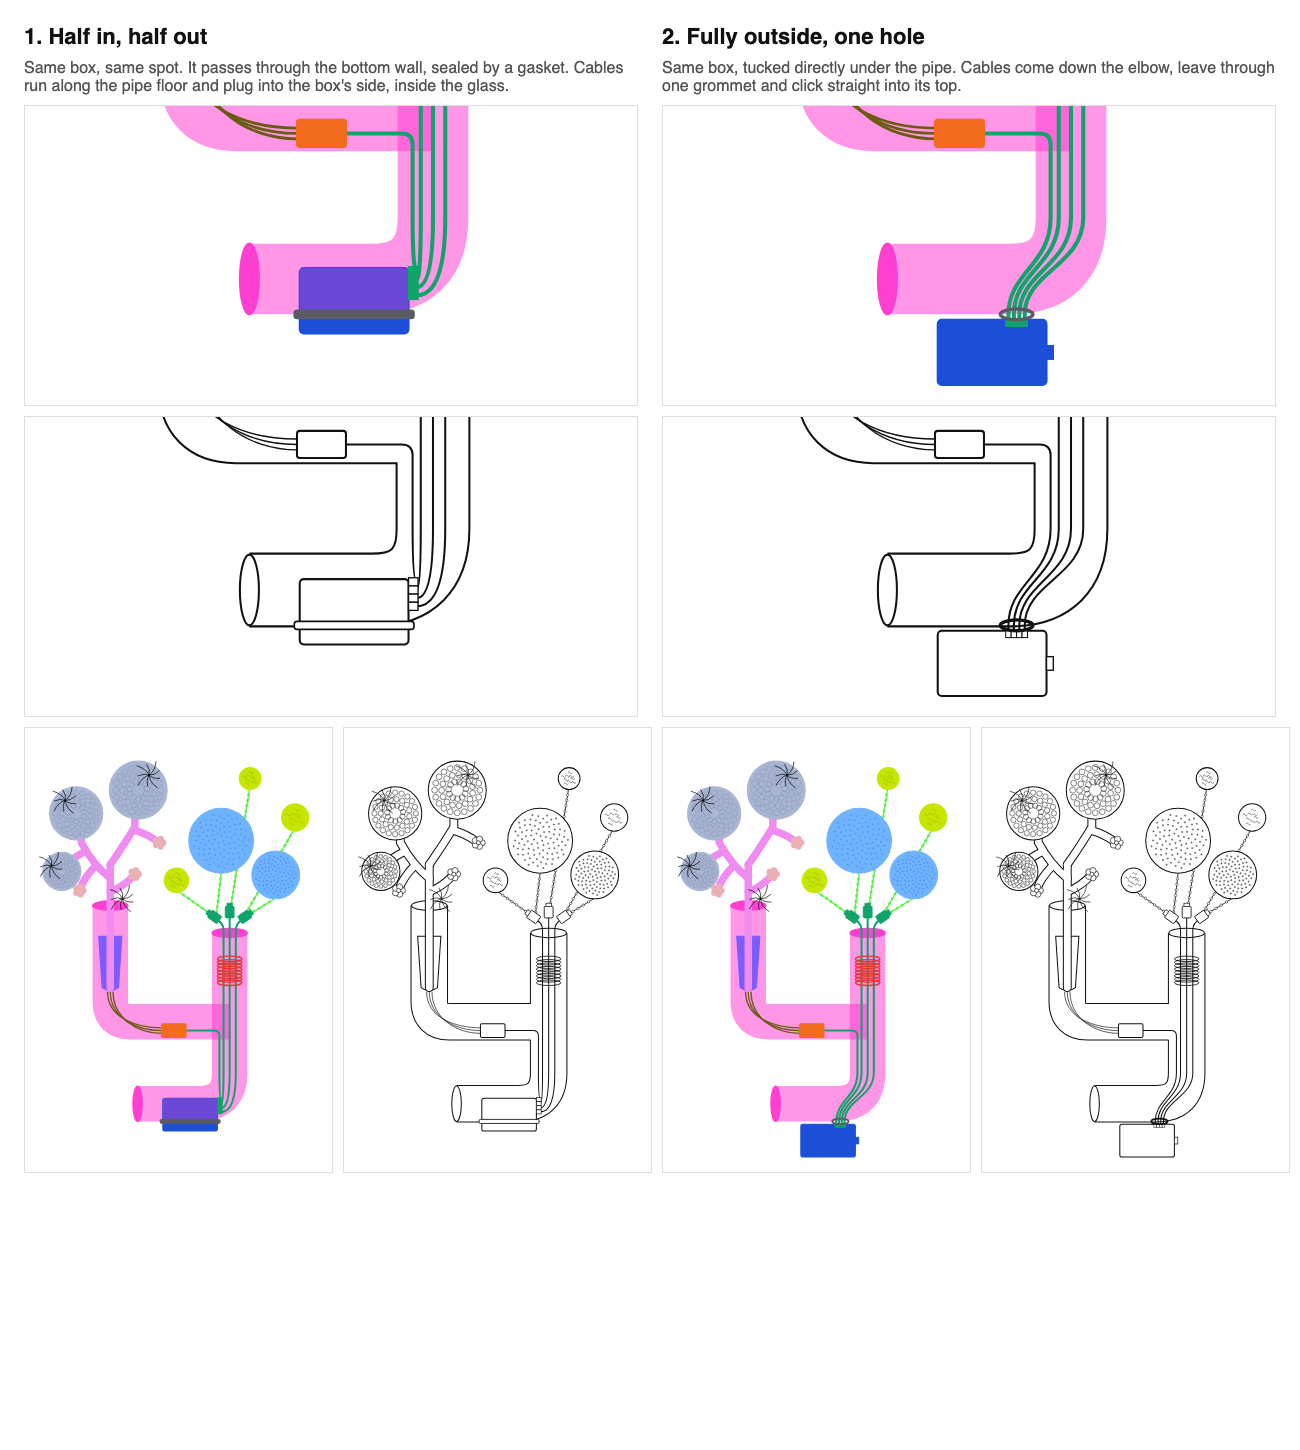 1. Half in, half out
Same box, same spot. It passes through the bottom wall, sealed by a gasket. Cables
run along the pipe floor and plug into the box's side, inside the glass.
2. Fully outside, one hole
Same box, tucked directly under the pipe. Cables come down the elbow, leave through
one grommet and click straight into its top.